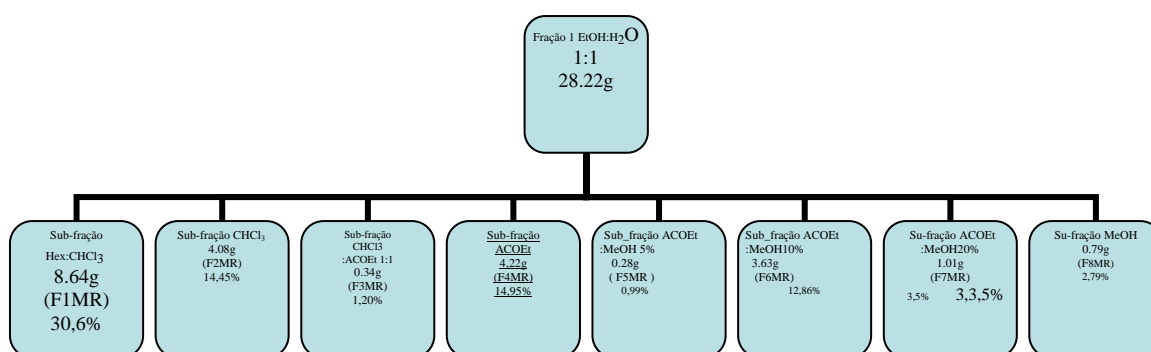 Fração 1 EtOH:H₂O
1:1
28.22g
Sub-fração
Hex:CHCl₃
8.64g
(F1MR)
30,6%
Sub-fração CHCl₃
4.08g
(F2MR)
14,45%
Sub-fração
CHCl3
:ACOEt 1:1
0.34g
(F3MR)
1,20%
Sub-fração
ACOEt
4,22g
(F4MR)
14,95%
Sub_fração ACOEt
:MeOH 5%
0.28g
( F5MR )
0,99%
Sub_fração ACOEt
:MeOH10%
3.63g
(F6MR)
12,86%
Su-fração ACOEt
:MeOH20%
1.01g
(F7MR)
3,5% 3,3,5%
Su-fração MeOH
0.79g
(F8MR)
2,79%